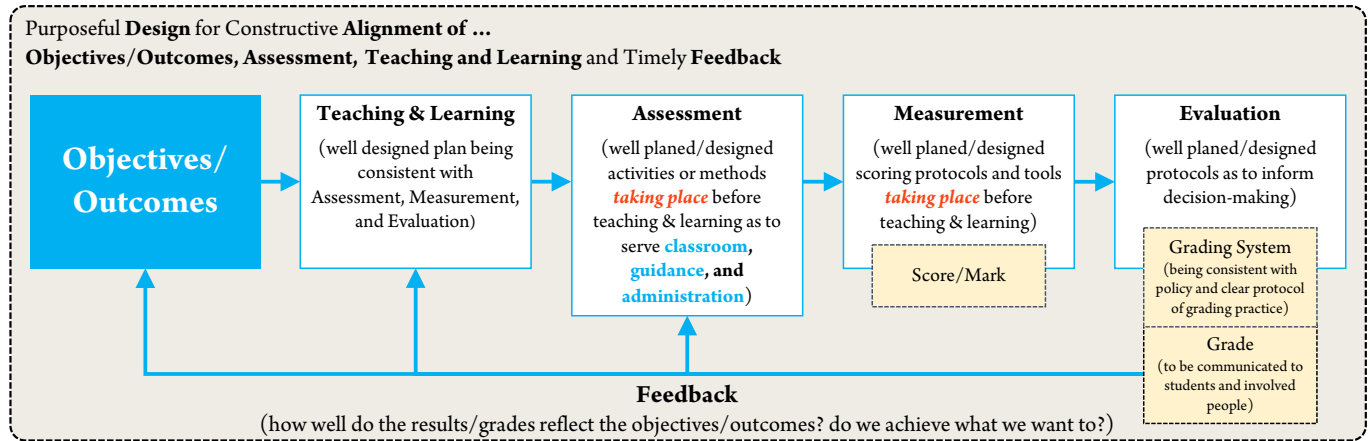 Purposeful Design for Constructive Alignment of ...
Objectives/Outcomes, Assessment, Teaching and Learning and Timely Feedback
Objectives/
Outcomes
Teaching & Learning
(well designed plan being
consistent with
Assessment, Measurement,
and Evaluation)
Assessment
(well planed/designed
activities or methods
taking place before
teaching & learning as to
serve classroom,
guidance, and
administration)
Measurement
(well planed/designed
scoring protocols and tools
taking place before
teaching & learning)
Score/Mark
Evaluation
(well planed/designed
protocols as to inform
decision-making)
Grading System
(being consistent with
policy and clear protocol
of grading practice)
Grade
(to be communicated to
students and involved
people)
Feedback
(how well do the results/grades reflect the objectives/outcomes? do we achieve what we want to?)